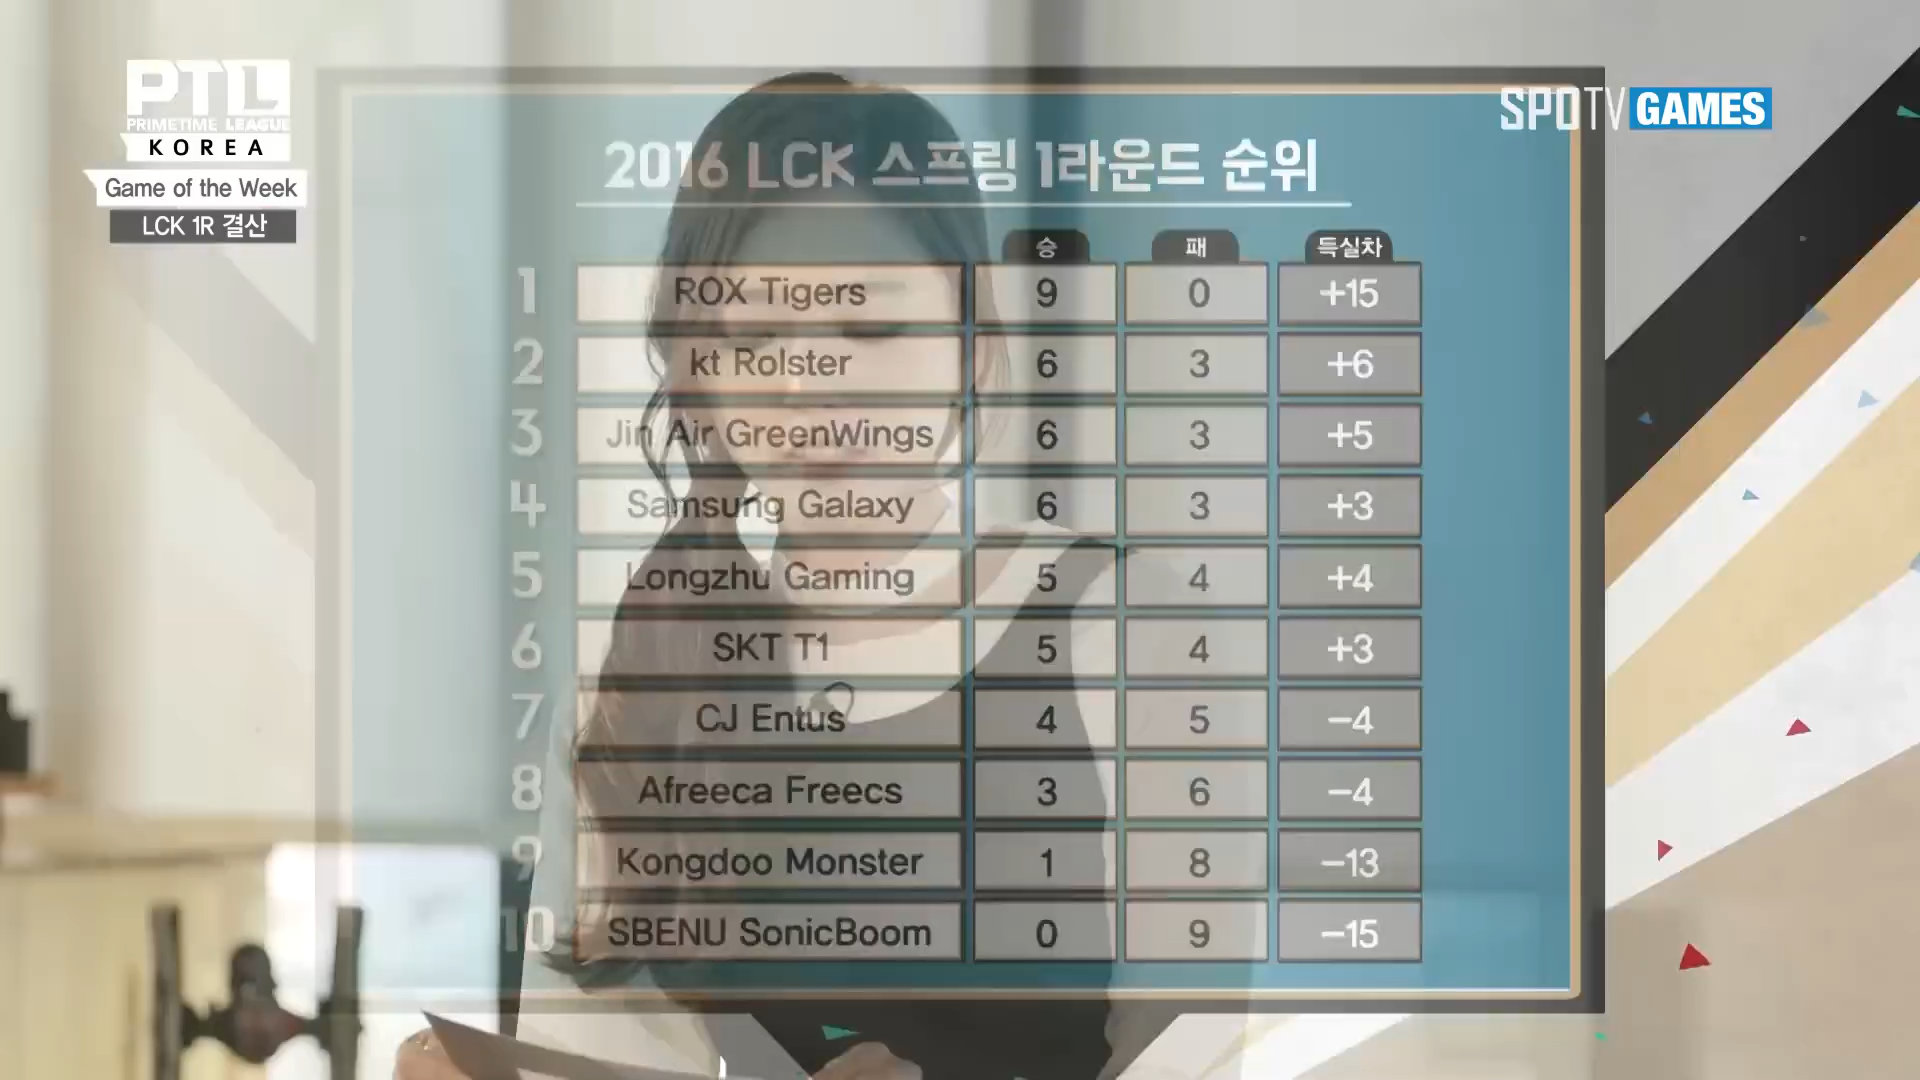 PTL
PRIMETIME LEAGUE
KOREA
Game of the Week
LCK 1R 결산
SPOTV GAMES
2016 LCK 스프링 1라운드 순위
승 패 득실차
1 ROX Tigers 9 0 +15
2 kt Rolster 6 3 +6
3 Jin Air GreenWings 6 3 +5
4 Samsung Galaxy 6 3 +3
5 Longzhu Gaming 5 4 +4
6 SKT T1 5 4 +3
7 CJ Entus 4 5 -4
8 Afreeca Freecs 3 6 -4
9 Kongdoo Monster 1 8 -13
10 SBENU SonicBoom 0 9 -15